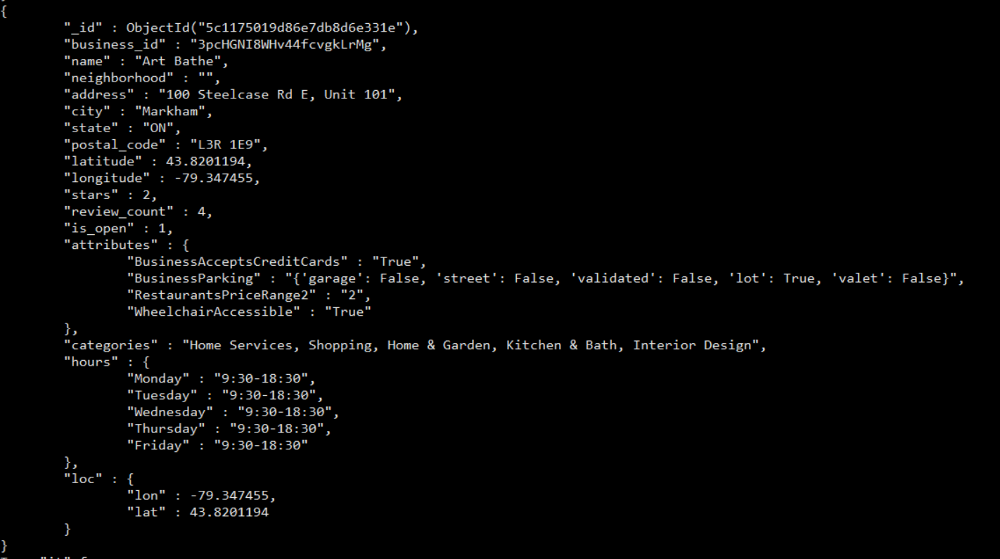 {
"_id" : ObjectId("5c1175019d86e7db8d6e331e"),
"business_id" : "3pcHGNI8WHv44fcvgkLrMg",
"name" : "Art Bathe",
"neighborhood" : "",
"address" : "100 Steelcase Rd E, Unit 101",
"city" : "Markham",
"state" : "ON",
"postal_code" : "L3R 1E9",
"latitude" : 43.8201194,
"longitude" : -79.347455,
"stars" : 2,
"review_count" : 4,
"is_open" : 1,
"attributes" : {
"BusinessAcceptsCreditCards" : "True",
"BusinessParking" : "{'garage': False, 'street': False, 'validated': False, 'lot': True, 'valet': False}",
"RestaurantsPriceRange2" : "2",
"WheelchairAccessible" : "True"
},
"categories" : "Home Services, Shopping, Home & Garden, Kitchen & Bath, Interior Design",
"hours" : {
"Monday" : "9:30-18:30",
"Tuesday" : "9:30-18:30",
"Wednesday" : "9:30-18:30",
"Thursday" : "9:30-18:30",
"Friday" : "9:30-18:30"
},
"loc" : {
"lon" : -79.347455,
"lat" : 43.8201194
}
}